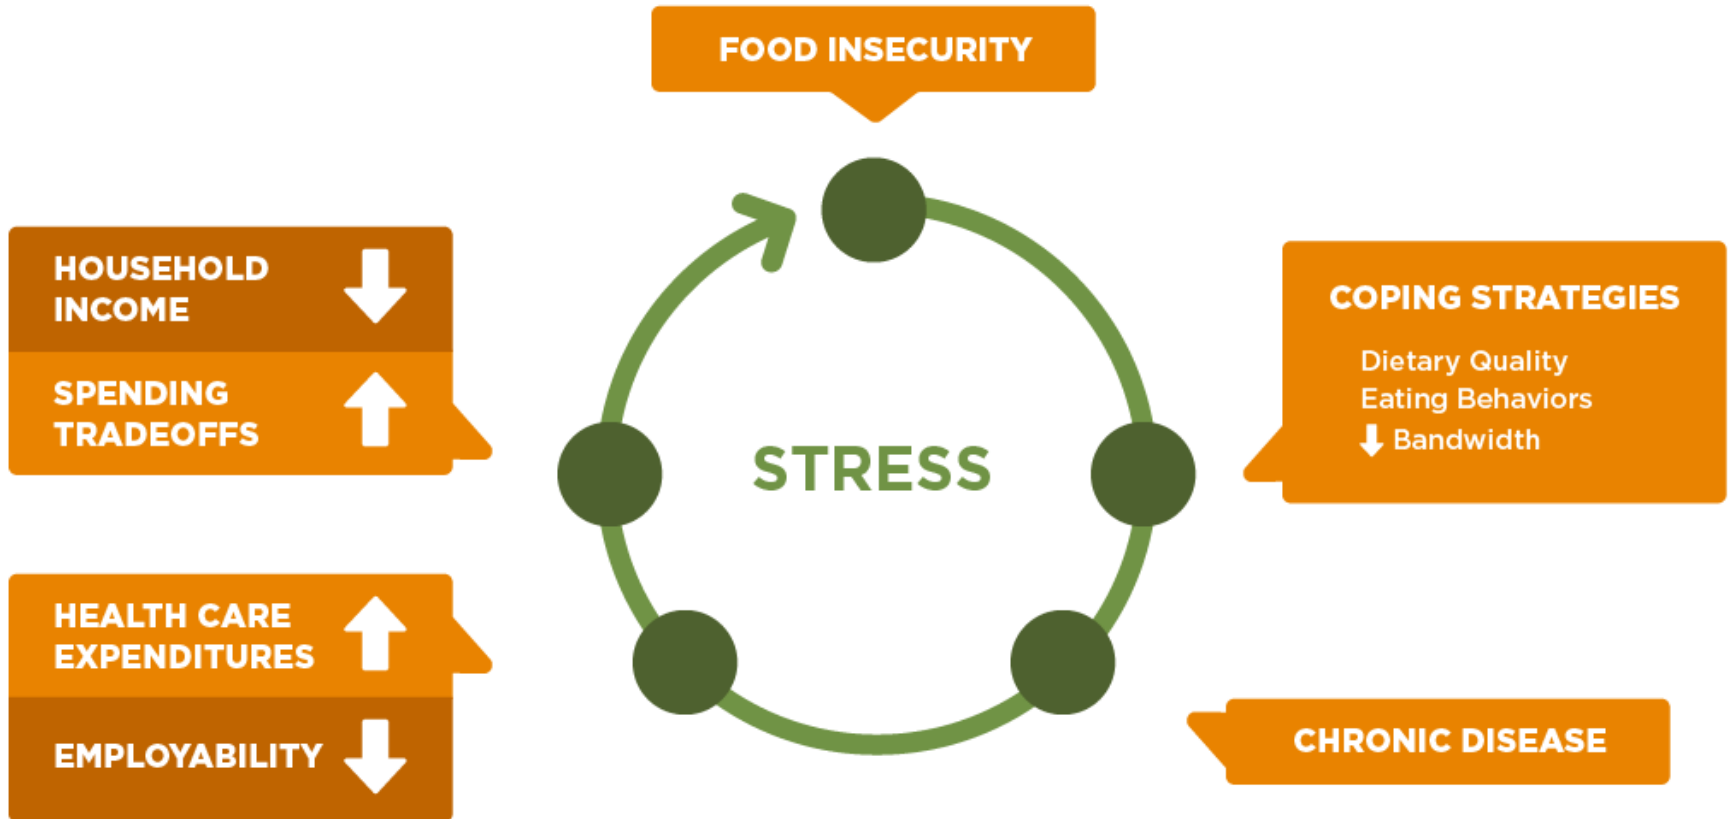 FOOD INSECURITY
HOUSEHOLD
INCOME
SPENDING
TRADEOFFS
STRESS
COPING STRATEGIES
Dietary Quality
Eating Behaviors
Bandwidth
HEALTH CARE
EXPENDITURES
EMPLOYABILITY
CHRONIC DISEASE